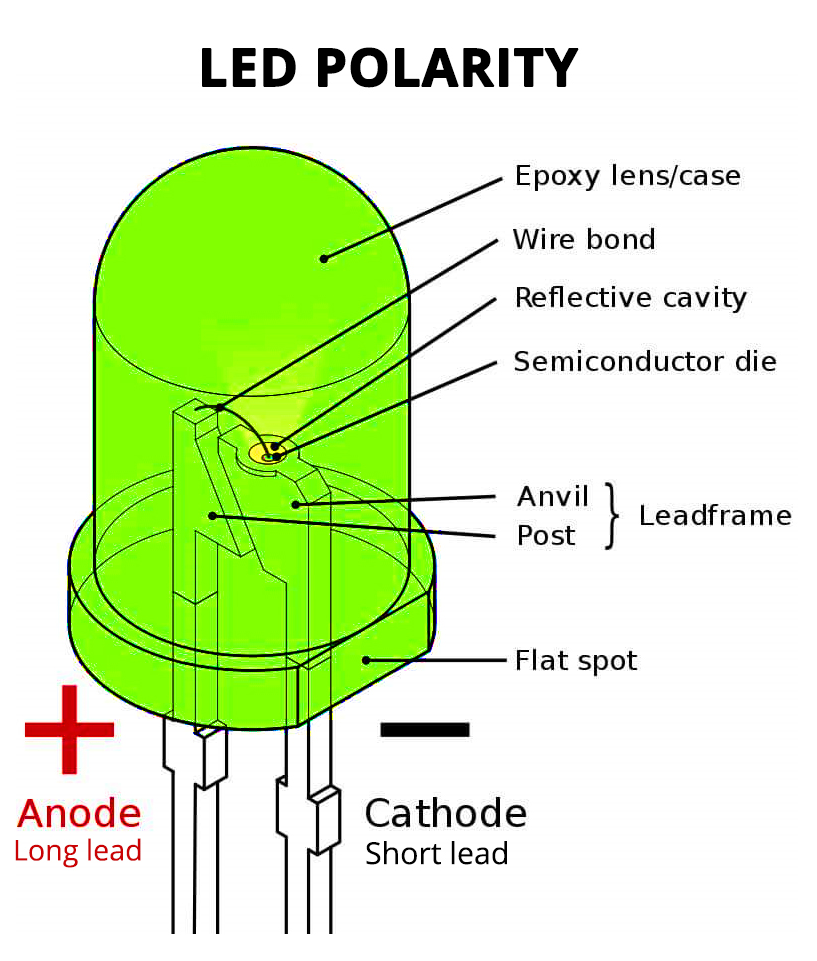 LED POLARITY
Epoxy lens/case
Wire bond
Reflective cavity
Semiconductor die
Anvil
Post
} Leadframe
Flat spot
+
−
Anode
Long lead
Cathode
Short lead